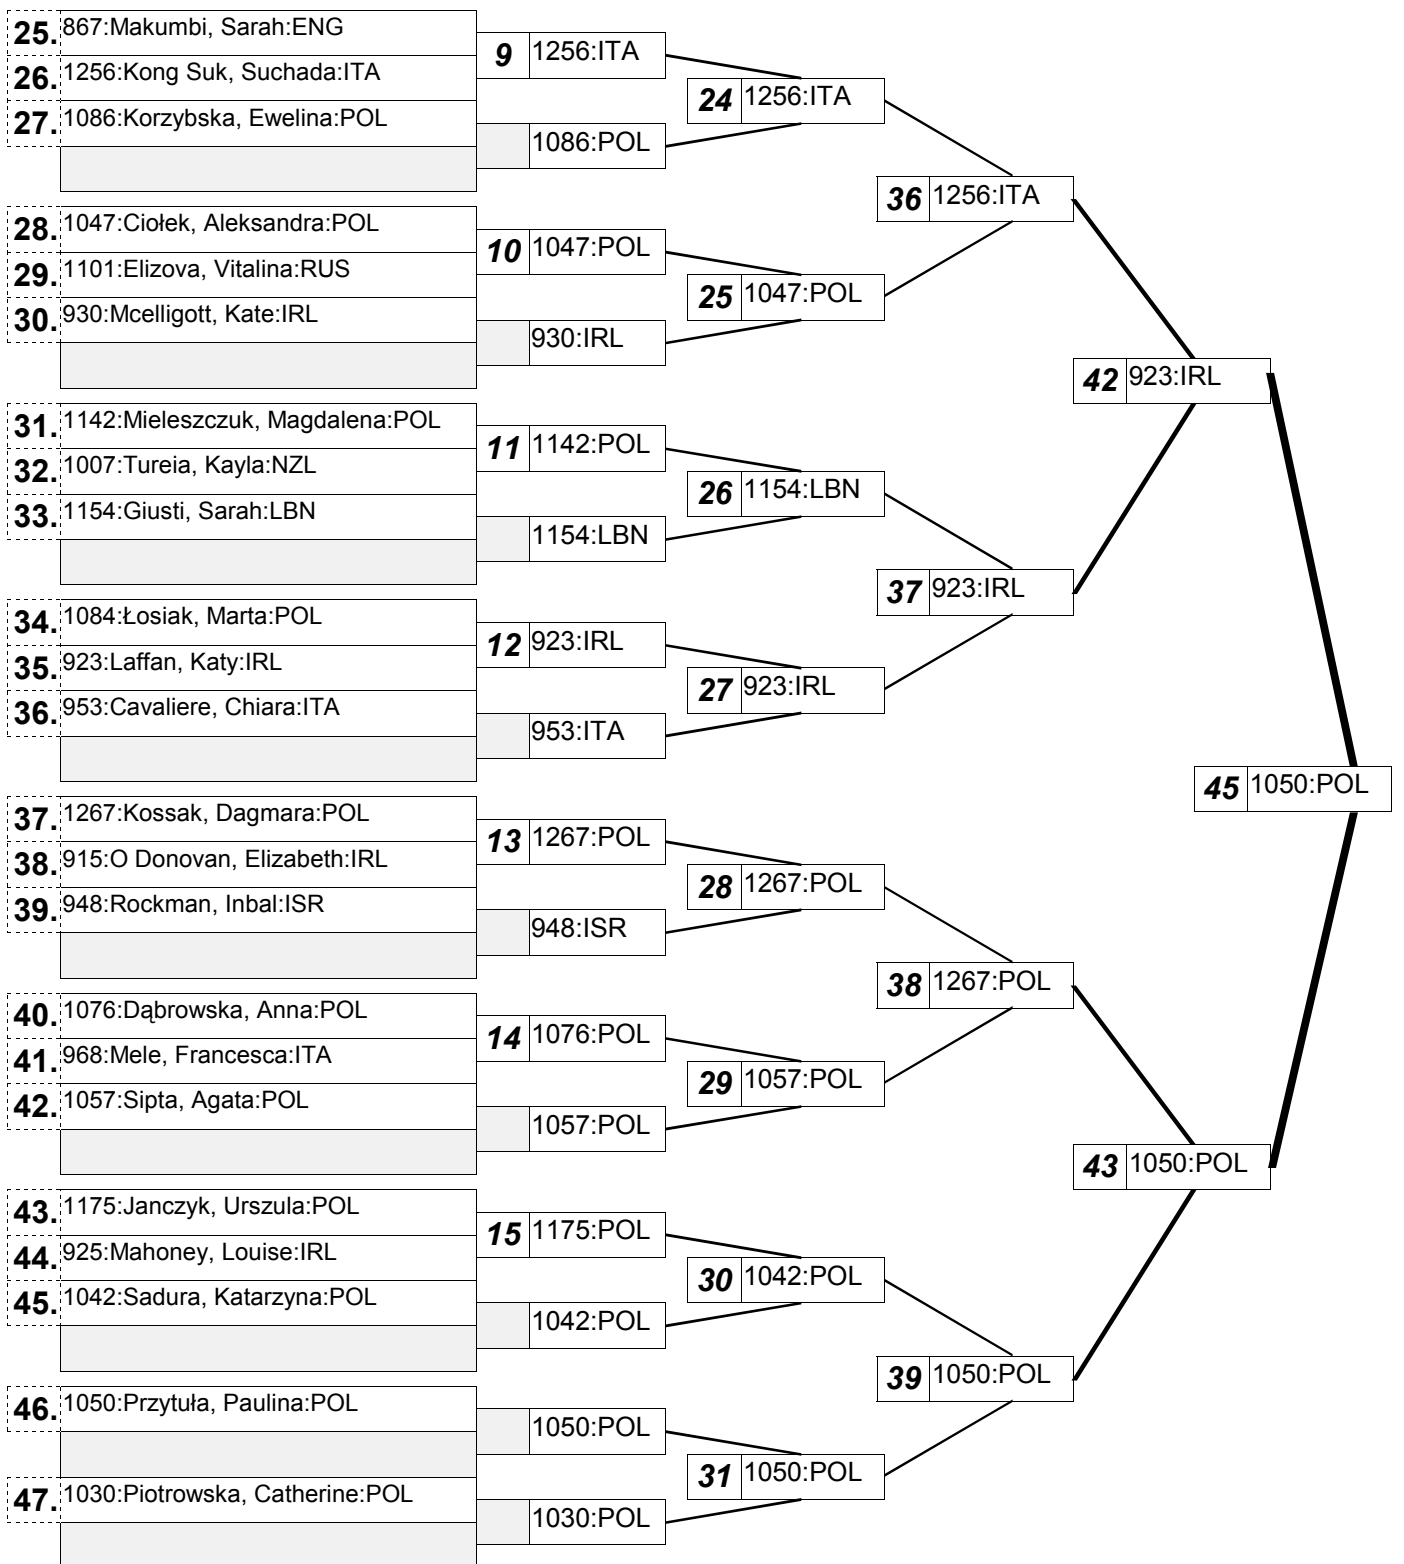 25. 867:Makumbi, Sarah:ENG
26. 1256:Kong Suk, Suchada:ITA
27. 1086:Korzybska, Ewelina:POL
28. 1047:Ciołek, Aleksandra:POL
29. 1101:Elizova, Vitalina:RUS
30. 930:Mcelligott, Kate:IRL
31. 1142:Mieleszczuk, Magdalena:POL
32. 1007:Tureia, Kayla:NZL
33. 1154:Giusti, Sarah:LBN
34. 1084:Łosiak, Marta:POL
35. 923:Laffan, Katy:IRL
36. 953:Cavaliere, Chiara:ITA
37. 1267:Kossak, Dagmara:POL
38. 915:O Donovan, Elizabeth:IRL
39. 948:Rockman, Inbal:ISR
40. 1076:Dąbrowska, Anna:POL
41. 968:Mele, Francesca:ITA
42. 1057:Sipta, Agata:POL
43. 1175:Janczyk, Urszula:POL
44. 925:Mahoney, Louise:IRL
45. 1042:Sadura, Katarzyna:POL
46. 1050:Przytuła, Paulina:POL
47. 1030:Piotrowska, Catherine:POL
9 1256:ITA
1086:POL
10 1047:POL
930:IRL
11 1142:POL
1154:LBN
12 923:IRL
953:ITA
13 1267:POL
948:ISR
14 1076:POL
1057:POL
15 1175:POL
1042:POL
1050:POL
1030:POL
24 1256:ITA
25 1047:POL
26 1154:LBN
27 923:IRL
28 1267:POL
29 1057:POL
30 1042:POL
31 1050:POL
36 1256:ITA
37 923:IRL
38 1267:POL
39 1050:POL
42 923:IRL
43 1050:POL
45 1050:POL